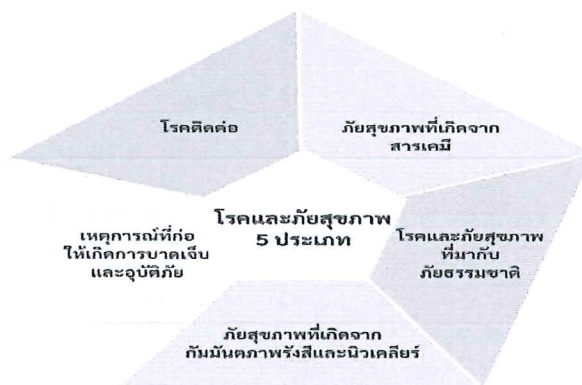 โรคติดต่อ
ภัยสุขภาพที่เกิดจาก
สารเคมี
โรคและภัยสุขภาพ
5 ประเภท
เหตุการณ์ที่ก่อ
ให้เกิดการบาดเจ็บ
และอุบัติภัย
โรคและภัยสุขภาพ
ที่มากับ
ภัยธรรมชาติ
ภัยสุขภาพที่เกิดจาก
กัมมันตภาพรังสีและนิวเคลียร์